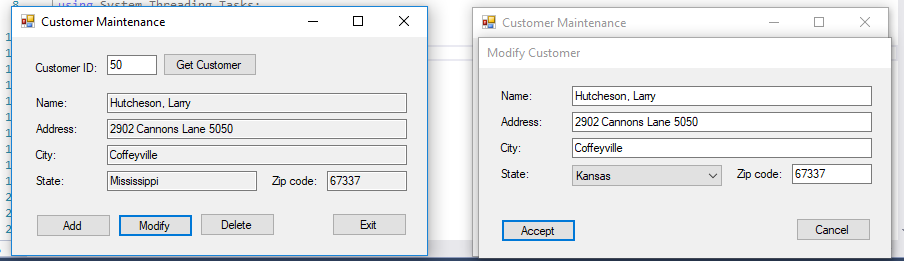 8
using System.Threading.Tasks;
Customer Maintenance
Customer ID: 50 Get Customer
Name: Hutcheson, Larry
Address: 2902 Cannons Lane 5050
City: Coffeyville
State: Mississippi Zip code: 67337
Add Modify Delete Exit
Customer Maintenance
Modify Customer
Name: Hutcheson, Larry
Address: 2902 Cannons Lane 5050
City: Coffeyville
State: Kansas Zip code: 67337
Accept Cancel